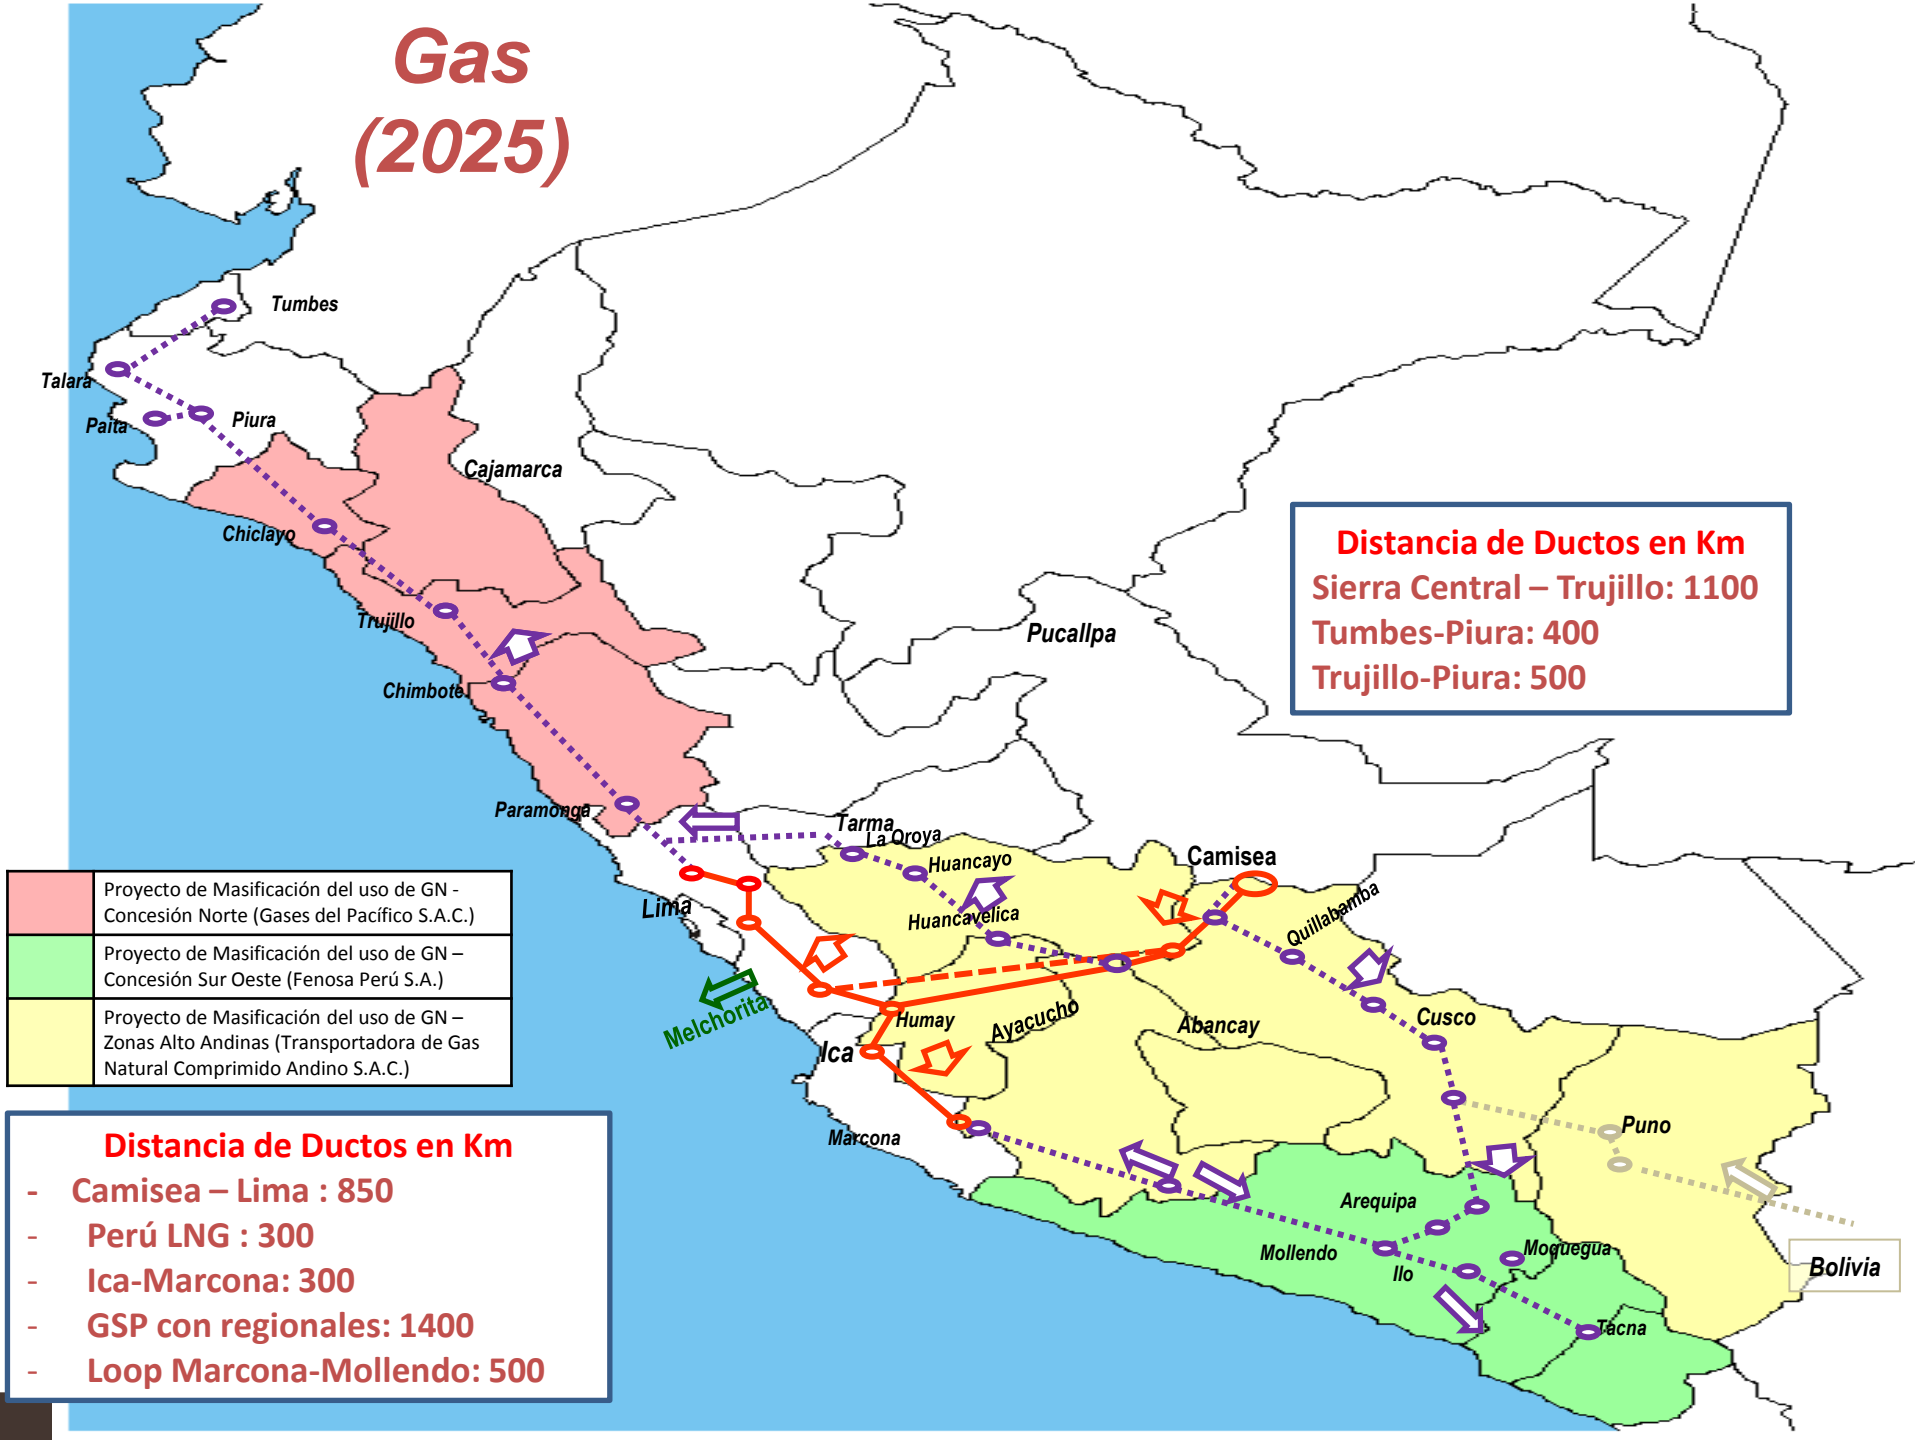 Gas
(2025)
Tumbes
Talara
Paita
Piura
Cajamarca
Chiclayo
Trujillo
Chimbote
Pucallpa
Paramonga
Distancia de Ductos en Km
Sierra Central – Trujillo: 1100
Tumbes-Piura: 400
Trujillo-Piura: 500
Tarma
La Oroya
Huancayo
Camisea
Lima
Huancavelica
Quillabamba
Melchorita
Humay
Ayacucho
Abancay
Cusco
Ica
Marcona
Puno
Arequipa
Mollendo
Ilo
Moquegua
Bolivia
Tacna
Proyecto de Masificación del uso de GN -
Concesión Norte (Gases del Pacífico S.A.C.)
Proyecto de Masificación del uso de GN –
Concesión Sur Oeste (Fenosa Perú S.A.)
Proyecto de Masificación del uso de GN –
Zonas Alto Andinas (Transportadora de Gas
Natural Comprimido Andino S.A.C.)
Distancia de Ductos en Km
- Camisea – Lima : 850
- Perú LNG : 300
- Ica-Marcona: 300
- GSP con regionales: 1400
- Loop Marcona-Mollendo: 500